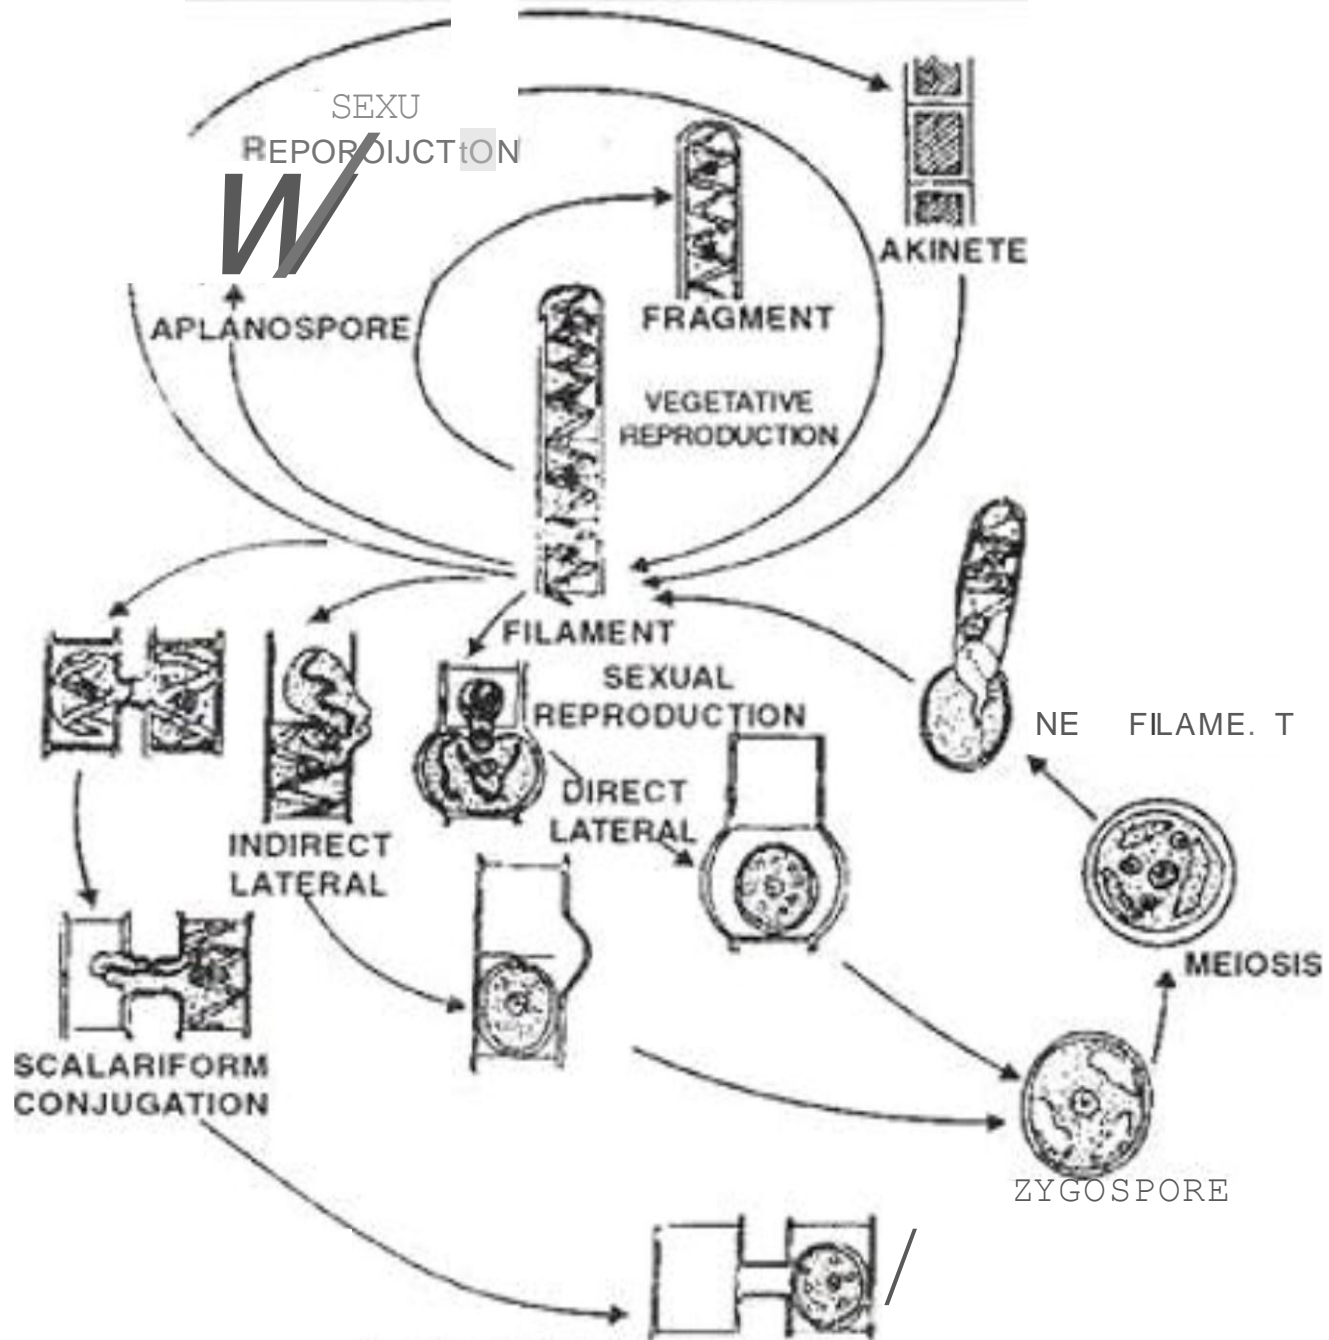 SEXU
REPOROIJCTtON
W
AKINETE
APLANOSPORE
FRAGMENT
VEGETATIVE
REPRODUCTION
FILAMENT
SEXUAL
REPRODUCTION
NE FILAME. T
DIRECT
LATERAL
INDIRECT
LATERAL
MEIOSIS
SCALARIFORM
CONJUGATION
ZYGOSPORE
/